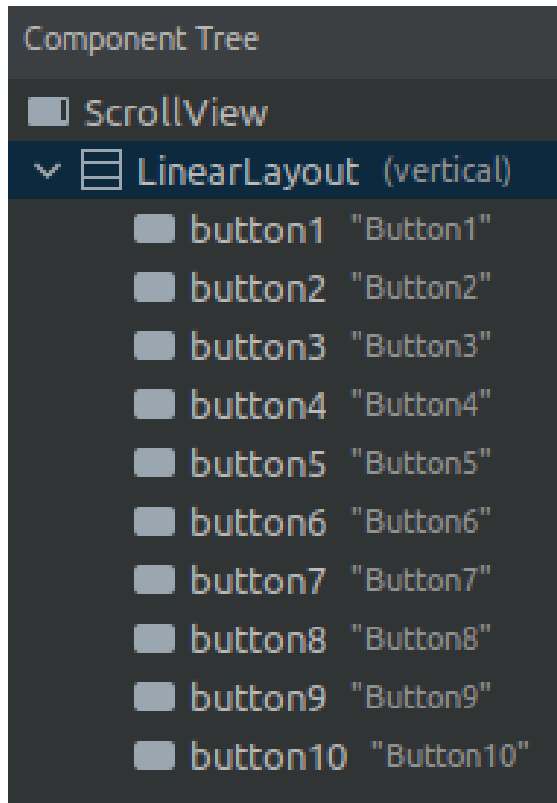 Component Tree
ScrollView
LinearLayout (vertical)
button1 "Button1"
button2 "Button2"
button3 "Button3"
button4 "Button4"
button5 "Button5"
button6 "Button6"
button7 "Button7"
button8 "Button8"
button9 "Button9"
button10 "Button10"